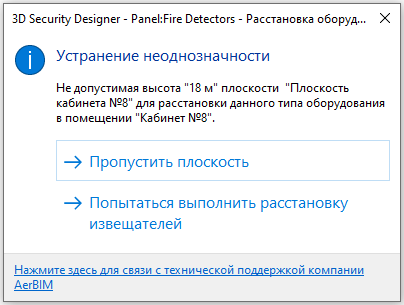 3D Security Designer - Panel:Fire Detectors - Расстановка оборуд...
Устранение неоднозначности
Не допустимая высота "18 м" плоскости "Плоскость
кабинета №8" для расстановки данного типа оборудования
в помещении "Кабинет №8".
Пропустить плоскость
Попытаться выполнить расстановку
извещателей
Нажмите здесь для связи с технической поддержкой компании
AerBIM